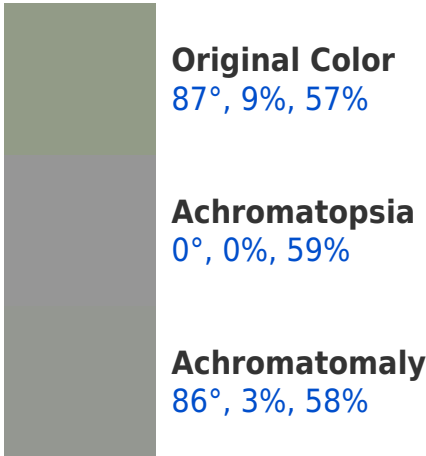 Original Color
87°, 9%, 57%
Achromatopsia
0°, 0%, 59%
Achromatomaly
86°, 3%, 58%